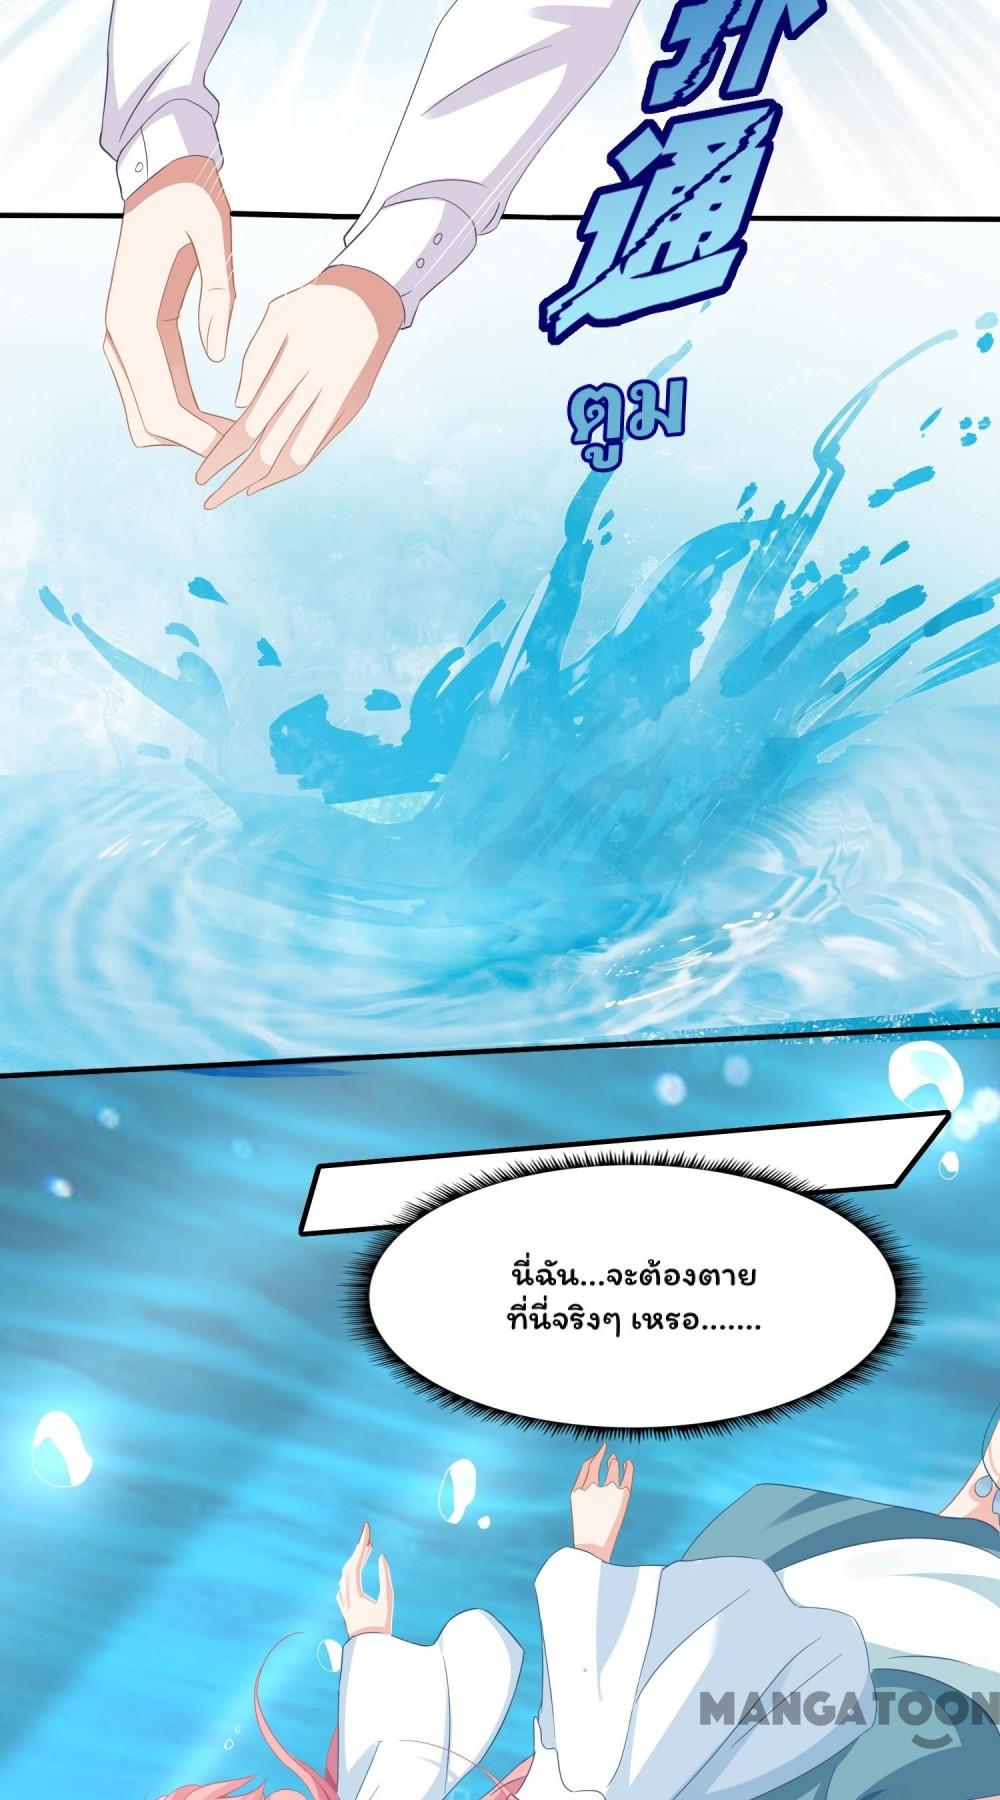 扑
通
ตูม
นี่ฉัน...จะต้องตาย
ที่นี่จริงๆ เหรอ.......
MANGATOON